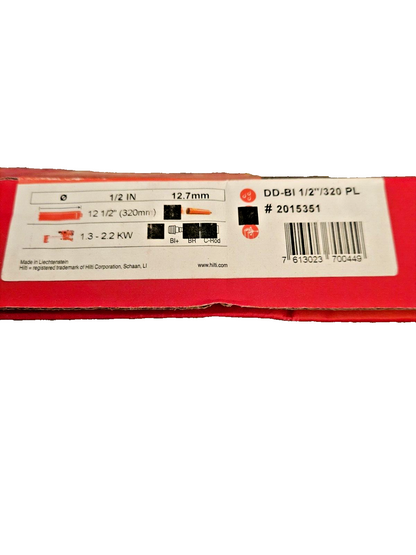 Ø 1/2 IN 12.7mm
12 1/2" (320mm)
1.3 - 2.2 KW
BI+ BR C-Rod
Made in Liechtenstein
Hilti = registered trademark of Hilti Corporation, Schaan, LI
www.hilti.com
DD-BI 1/2"/320 PL
# 2015351
7 613023 700449